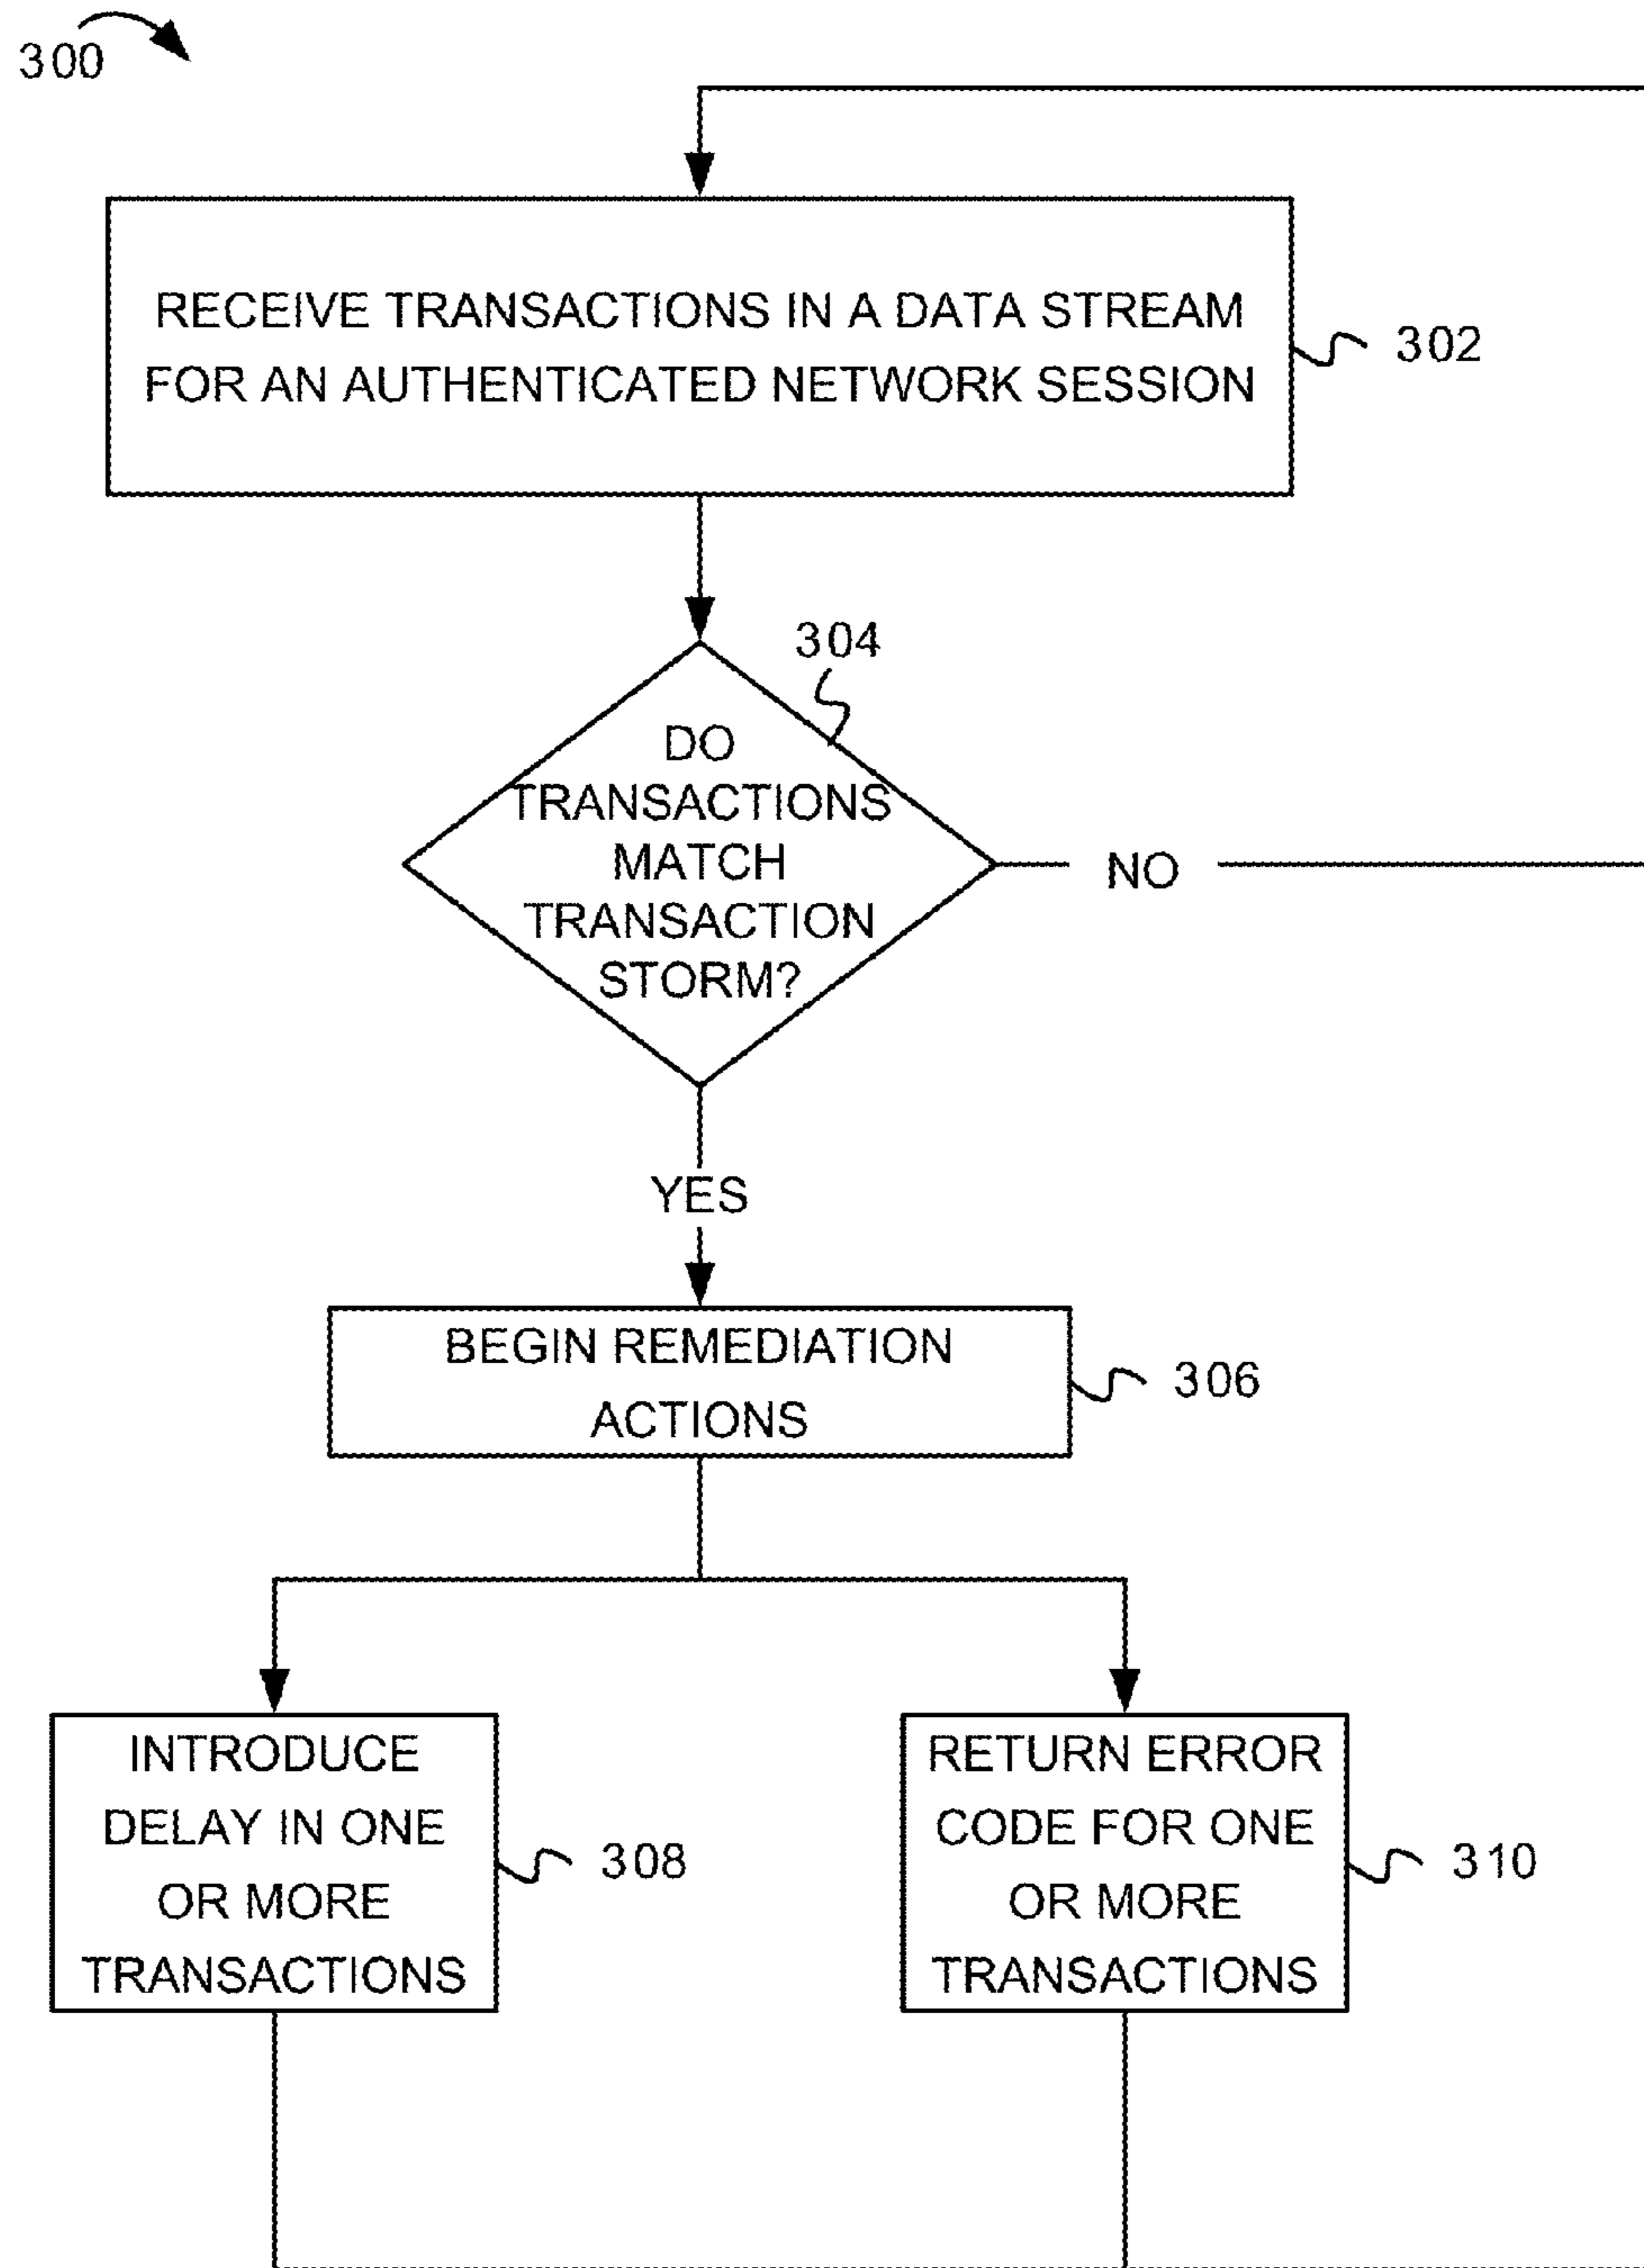 300
RECEIVE TRANSACTIONS IN A DATA STREAM
FOR AN AUTHENTICATED NETWORK SESSION
302
304
DO
TRANSACTIONS
MATCH
TRANSACTION
STORM?
NO
YES
BEGIN REMEDIATION
ACTIONS
306
INTRODUCE
DELAY IN ONE
OR MORE
TRANSACTIONS
308
RETURN ERROR
CODE FOR ONE
OR MORE
TRANSACTIONS
310